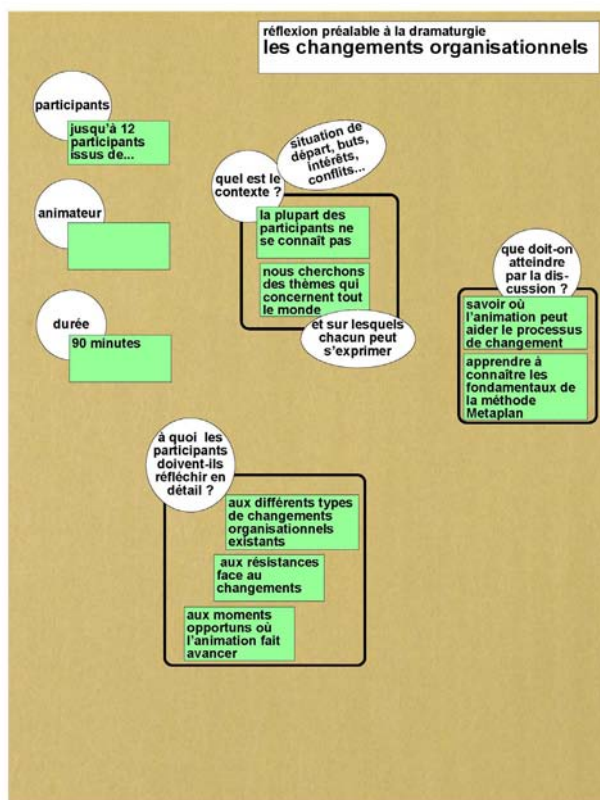 réflexion préalable à la dramaturgie
les changements organisationnels
participants
jusqu'à 12
participants
issus de...
animateur
durée
90 minutes
situation de
départ, buts,
intérêts,
conflits...
quel est le
contexte ?
la plupart des
participants ne
se connaît pas
nous cherchons
des thèmes qui
concernent tout
le monde
et sur lesquels
chacun peut
s'exprimer
que doit-on
atteindre
par la dis-
cussion ?
savoir où
l'animation peut
aider le processus
de changement
apprendre à
connaître les
fondamentaux de
la méthode
Metaplan
à quoi les
participants
doivent-ils
réfléchir en
détail ?
aux différents types
de changements
organisationnels
existants
aux résistances
face au
changements
aux moments
opportuns où
l'animation fait
avancer